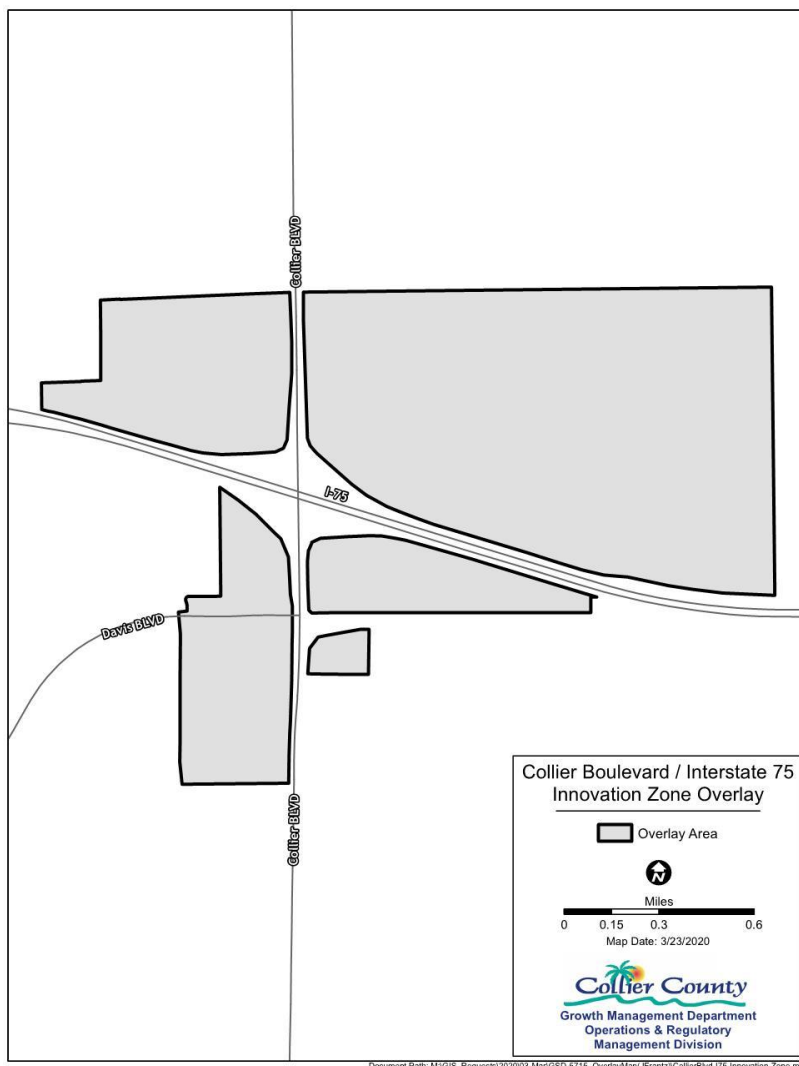 Collier BLVD
I-75
Davis BLVD
Collier BLVD
Collier Boulevard / Interstate 75
Innovation Zone Overlay
Overlay Area
N
Miles
0 0.15 0.3 0.6
Map Date: 3/23/2020
Collier County
Growth Management Department
Operations & Regulatory
Management Division